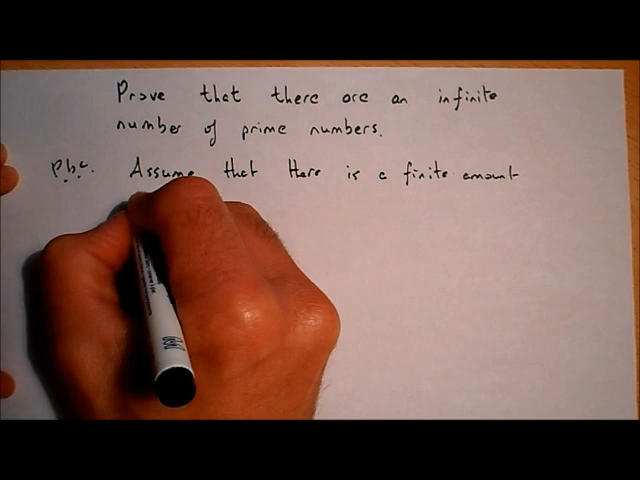 Prove that there are an infinite
number of prime numbers.
P.b.c. Assume that there is a finite amount